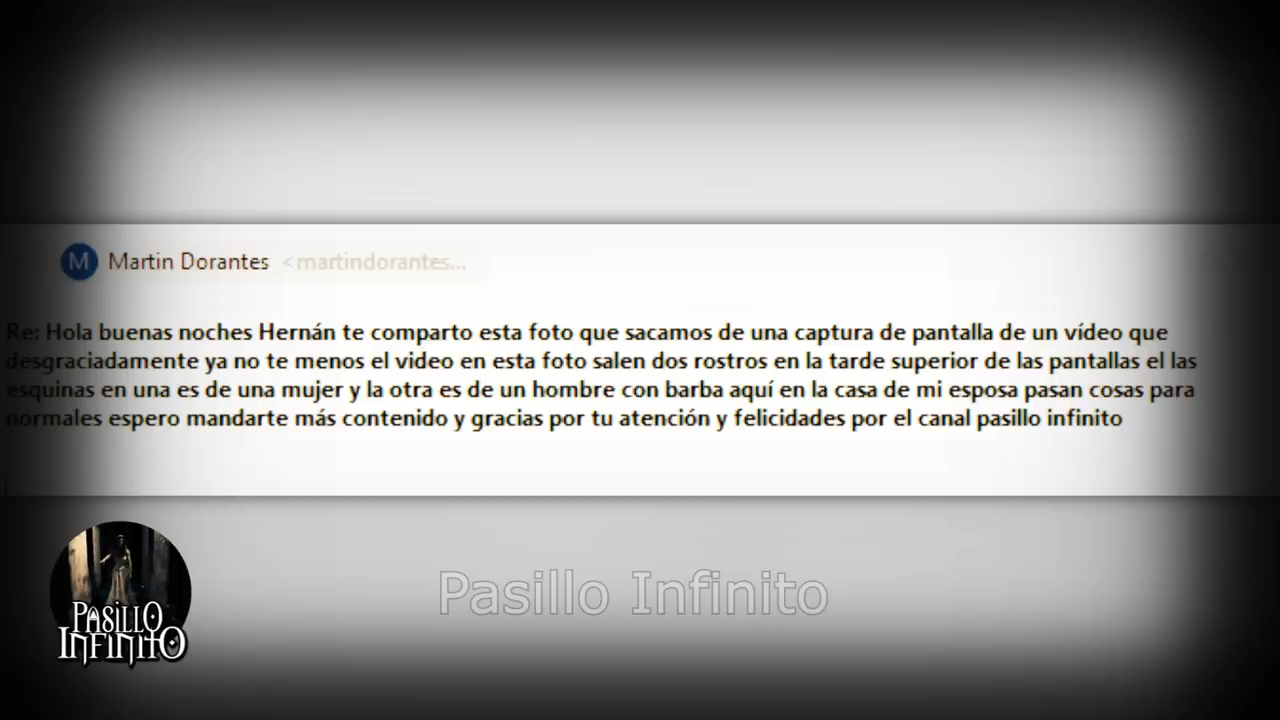 M Martin Dorantes <martindorantes...
Re: Hola buenas noches Hernán te comparto esta foto que sacamos de una captura de pantalla de un vídeo que
desgraciadamente ya no te menos el video en esta foto salen dos rostros en la tarde superior de las pantallas el las
esquinas en una es de una mujer y la otra es de un hombre con barba aquí en la casa de mi esposa pasan cosas para
normales espero mandarte más contenido y gracias por tu atención y felicidades por el canal pasillo infinito
PASILLO
INFINITO
Pasillo Infinito